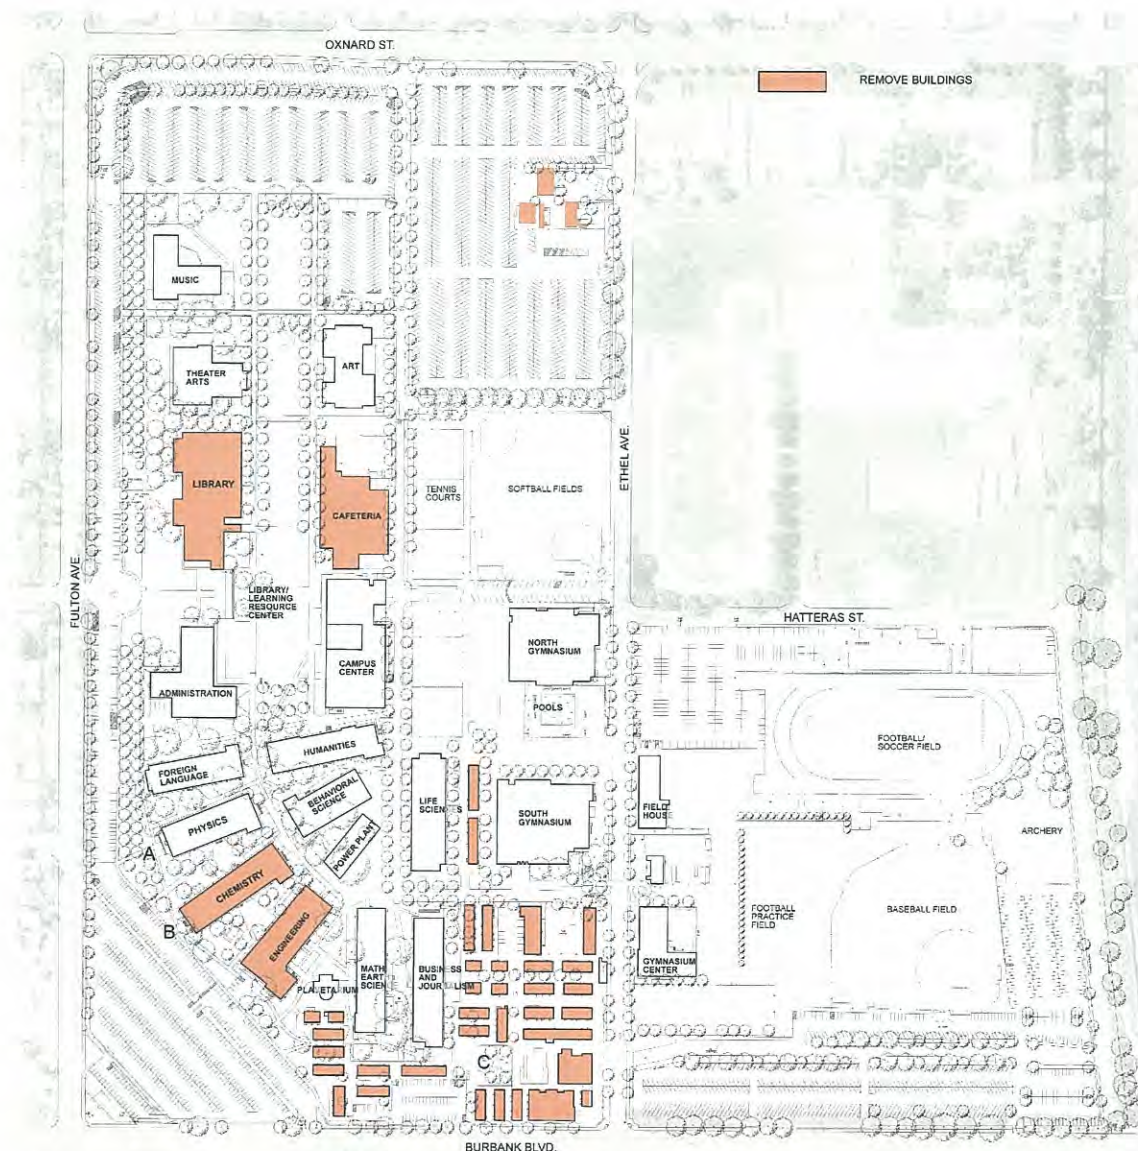 OXNARD ST.
REMOVE BUILDINGS
MUSIC
THEATER
ARTS
ART
LIBRARY
CAFETERIA
TENNIS
COURTS
SOFTBALL FIELDS
ETHEL AVE.
FULTON AVE.
LIBRARY/
LEARNING
RESOURCE
CENTER
HATTERAS ST.
NORTH
GYMNASIUM
CAMPUS
CENTER
ADMINISTRATION
POOLS
FOOTBALL/
SOCCER FIELD
HUMANITIES
FOREIGN
LANGUAGE
BEHAVIORAL
SCIENCE
LIFE
SCIENCES
SOUTH
GYMNASIUM
FIELD
HOUSE
PHYSICS
POWER PLANT
ARCHERY
A
CHEMISTRY
B
ENGINEERING
FOOTBALL
PRACTICE
FIELD
BASEBALL FIELD
GYMNASIUM
CENTER
MATH
BUSINESS
AND
JOURNALISM
PLANETARIUM
C
BURBANK BLVD.